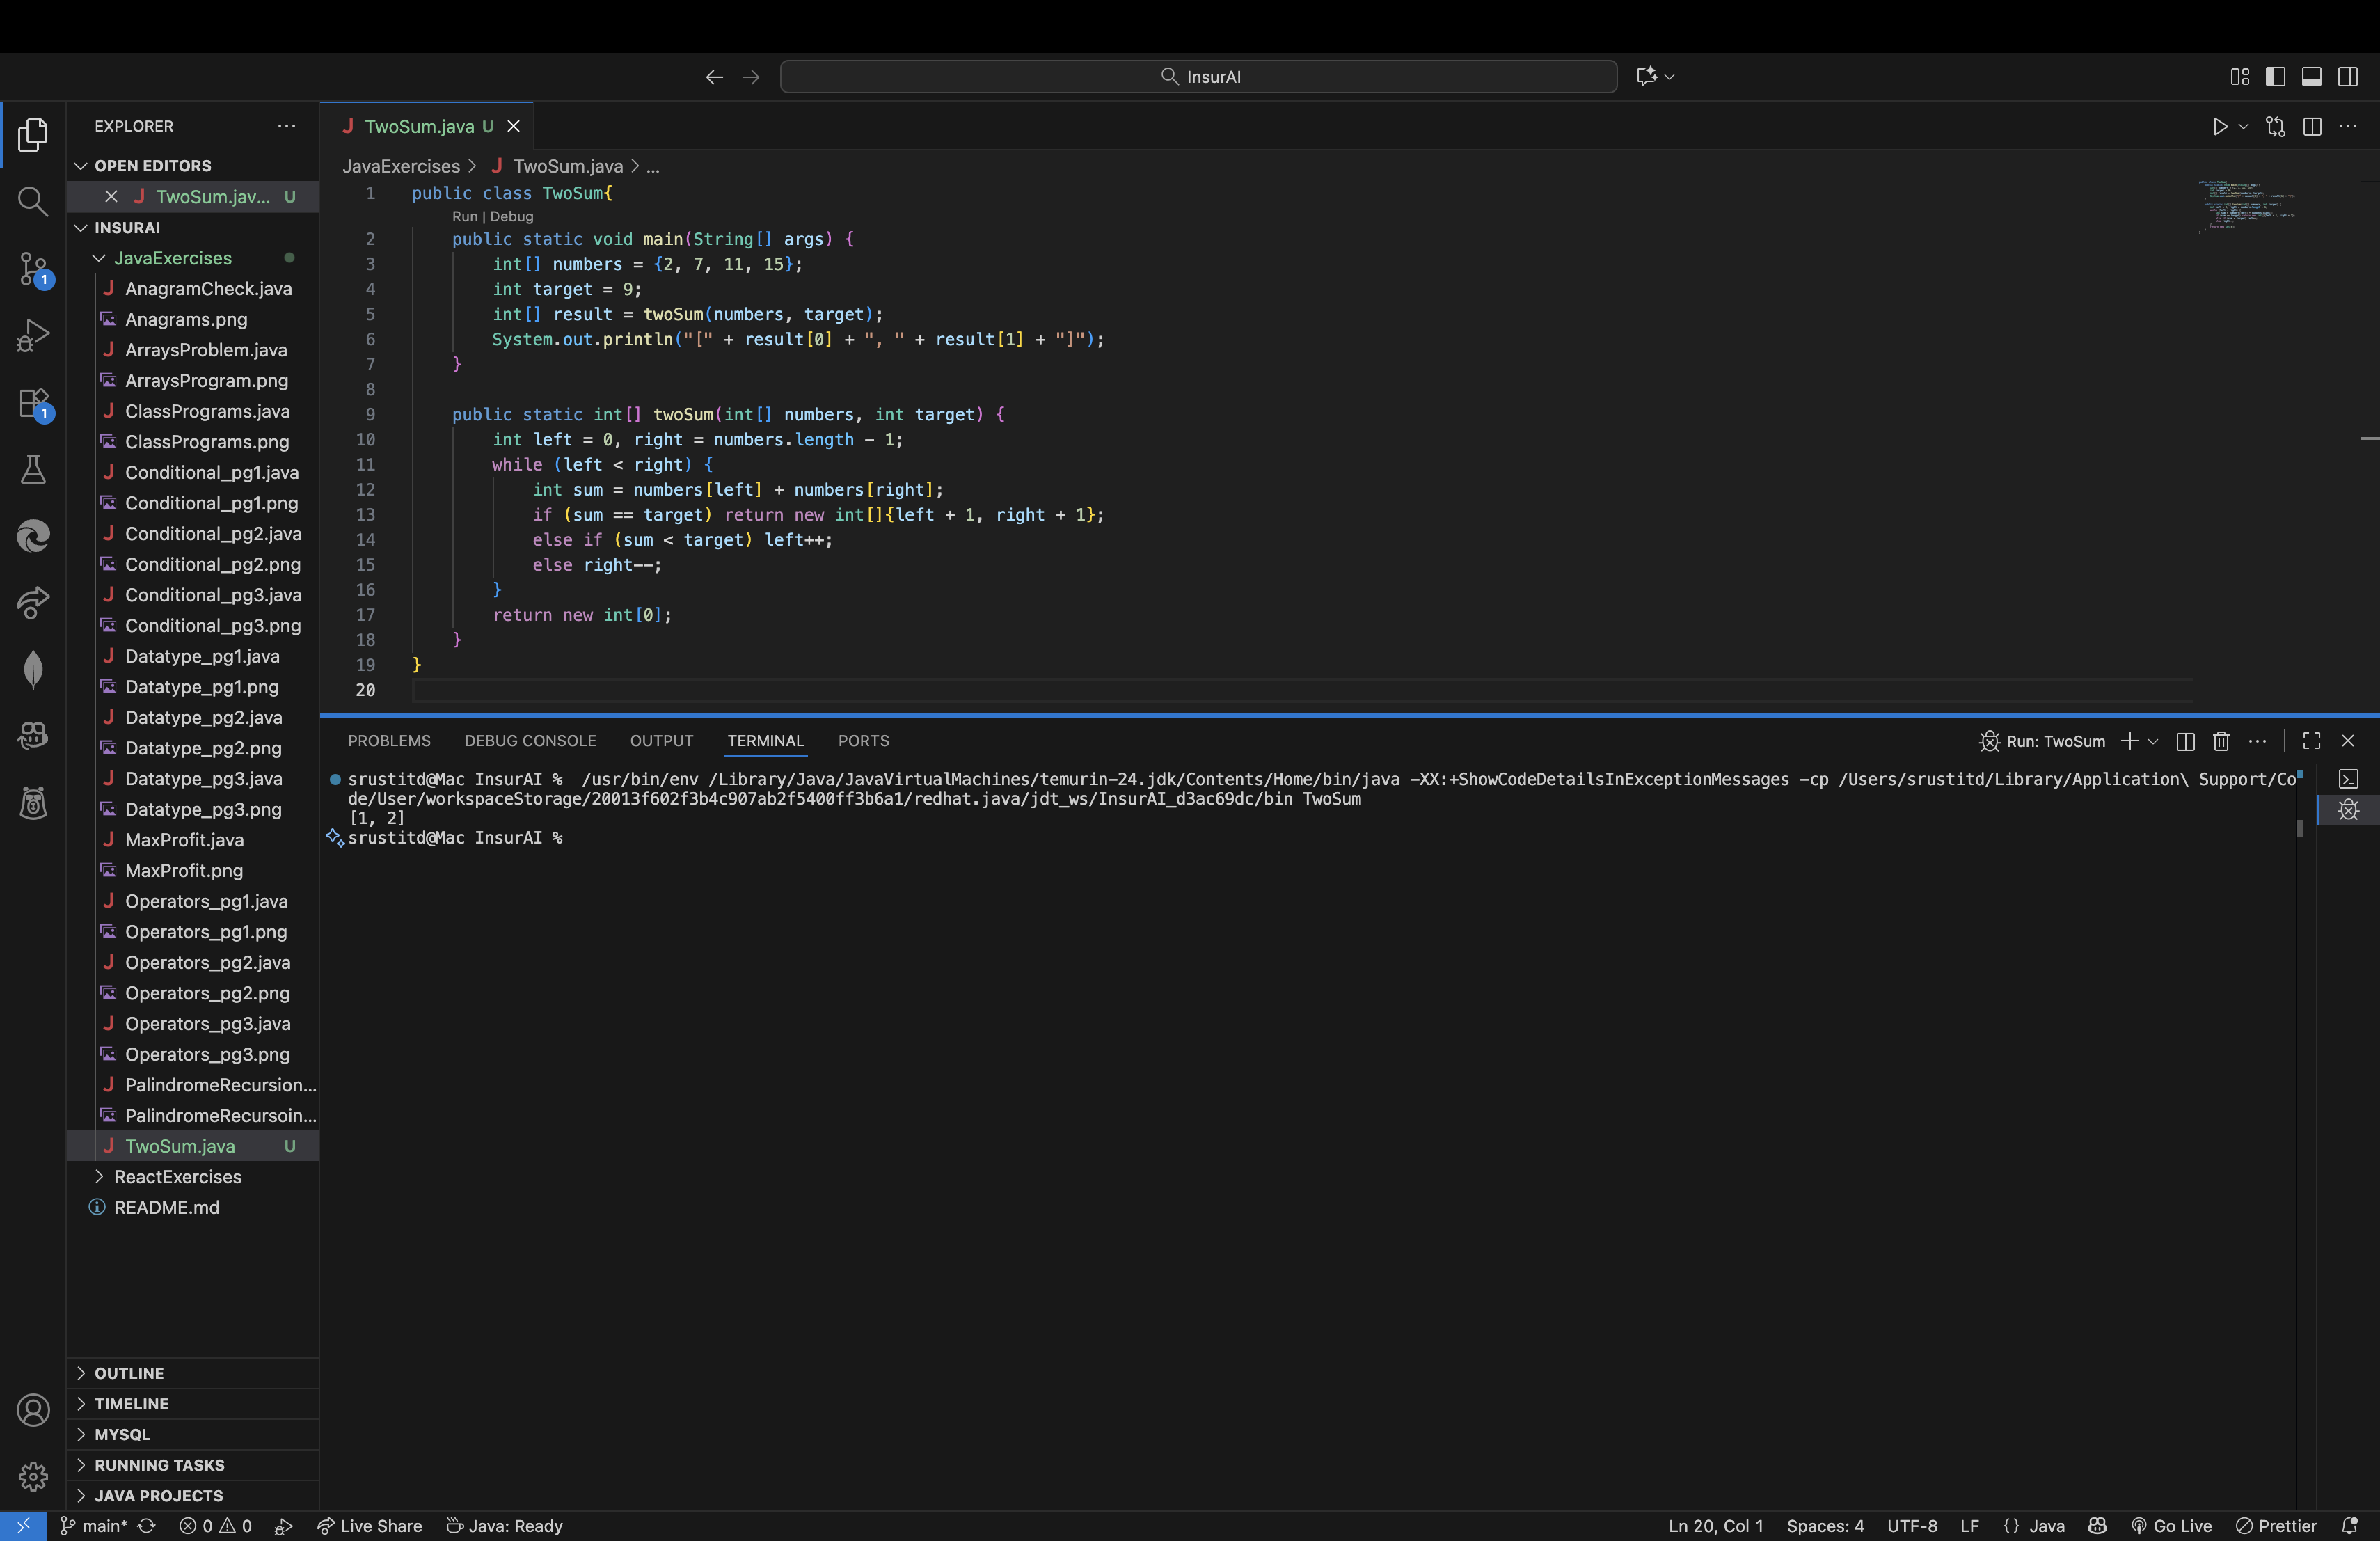 InsurAI
EXPLORER
OPEN EDITORS
TwoSum.jav... U
INSURAI
JavaExercises
AnagramCheck.java
Anagrams.png
ArraysProblem.java
ArraysProgram.png
ClassPrograms.java
ClassPrograms.png
Conditional_pg1.java
Conditional_pg1.png
Conditional_pg2.java
Conditional_pg2.png
Conditional_pg3.java
Conditional_pg3.png
Datatype_pg1.java
Datatype_pg1.png
Datatype_pg2.java
Datatype_pg2.png
Datatype_pg3.java
Datatype_pg3.png
MaxProfit.java
MaxProfit.png
Operators_pg1.java
Operators_pg1.png
Operators_pg2.java
Operators_pg2.png
Operators_pg3.java
Operators_pg3.png
PalindromeRecursion...
PalindromeRecursoin...
TwoSum.java U
ReactExercises
README.md
OUTLINE
TIMELINE
MYSQL
RUNNING TASKS
JAVA PROJECTS
1
1
TwoSum.java U
JavaExercises > TwoSum.java > ...
1 public class TwoSum{
Run | Debug
2 public static void main(String[] args) {
3 int[] numbers = {2, 7, 11, 15};
4 int target = 9;
5 int[] result = twoSum(numbers, target);
6 System.out.println("[" + result[0] + ", " + result[1] + "]");
7 }
8
9 public static int[] twoSum(int[] numbers, int target) {
10 int left = 0, right = numbers.length - 1;
11 while (left < right) {
12 int sum = numbers[left] + numbers[right];
13 if (sum == target) return new int[]{left + 1, right + 1};
14 else if (sum < target) left++;
15 else right--;
16 }
17 return new int[0];
18 }
19 }
20
PROBLEMS DEBUG CONSOLE OUTPUT TERMINAL PORTS
Run: TwoSum
srustitd@Mac InsurAI % /usr/bin/env /Library/Java/JavaVirtualMachines/temurin-24.jdk/Contents/Home/bin/java -XX:+ShowCodeDetailsInExceptionMessages -cp /Users/srustitd/Library/Application\ Support/Co
de/User/workspaceStorage/20013f602f3b4c907ab2f5400ff3b6a1/redhat.java/jdt_ws/InsurAI_d3ac69dc/bin TwoSum
[1, 2]
srustitd@Mac InsurAI %
main* 0 0 Live Share Java: Ready
Ln 20, Col 1 Spaces: 4 UTF-8 LF {} Java Go Live Prettier